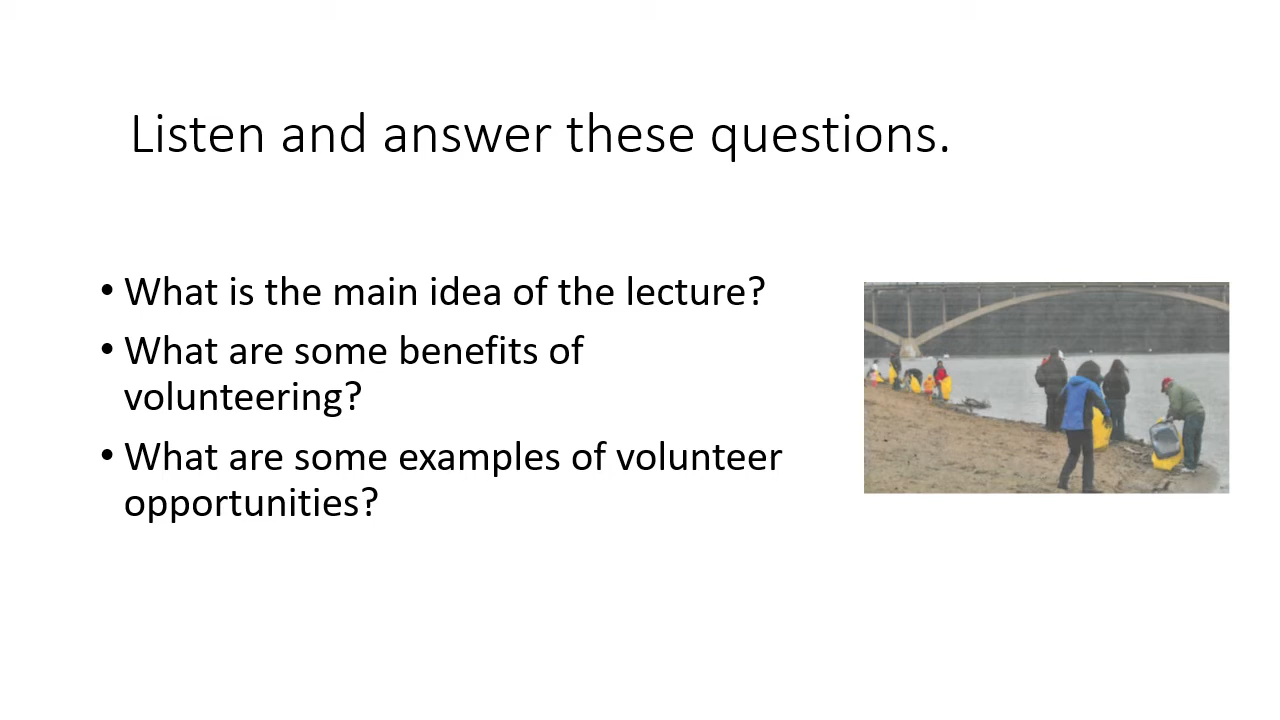 Listen and answer these questions.
• What is the main idea of the lecture?
• What are some benefits of
volunteering?
• What are some examples of volunteer
opportunities?